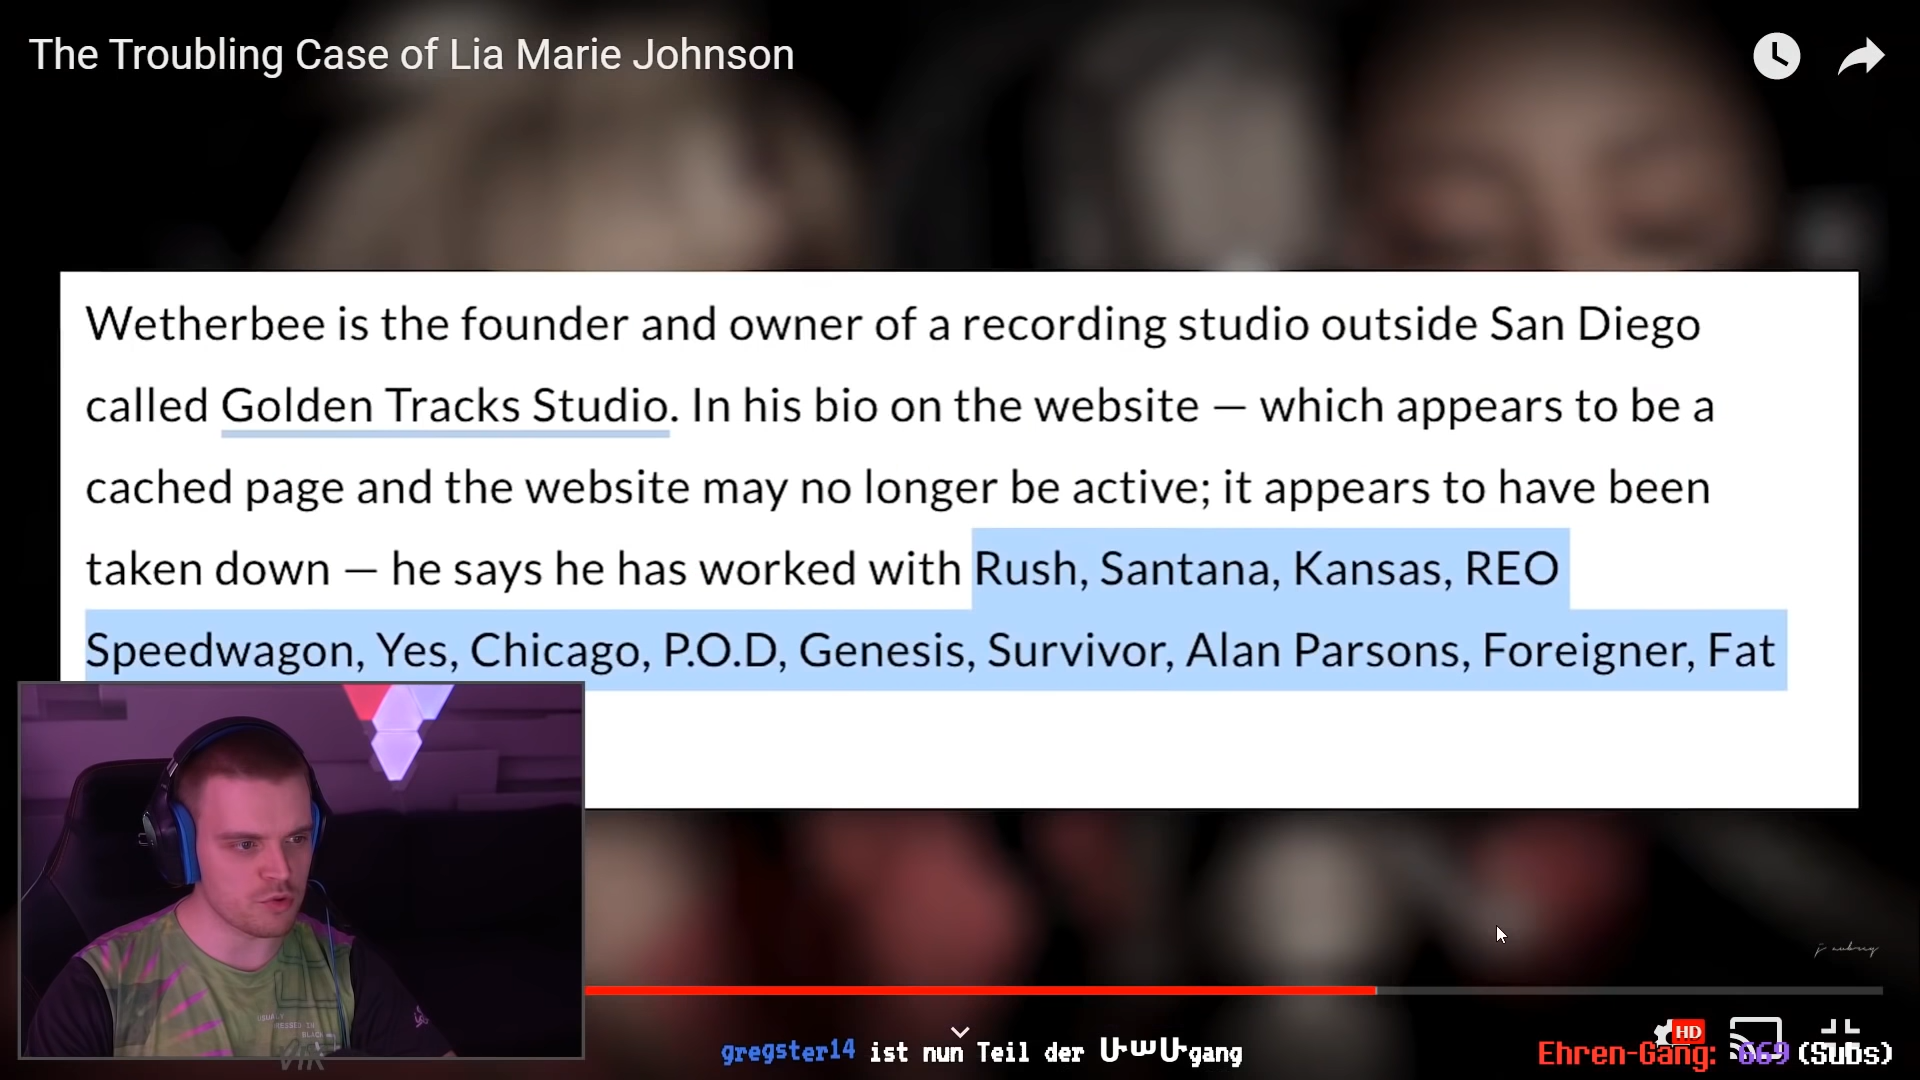 The Troubling Case of Lia Marie Johnson
Wetherbee is the founder and owner of a recording studio outside San Diego
called Golden Tracks Studio. In his bio on the website — which appears to be a
cached page and the website may no longer be active; it appears to have been
taken down — he says he has worked with Rush, Santana, Kansas, REO
Speedwagon, Yes, Chicago, P.O.D, Genesis, Survivor, Alan Parsons, Foreigner, Fat
j aubrey
HD
gregster14 ist nun Teil der UwUgang
Ehren-Gang: 669 (Subs)